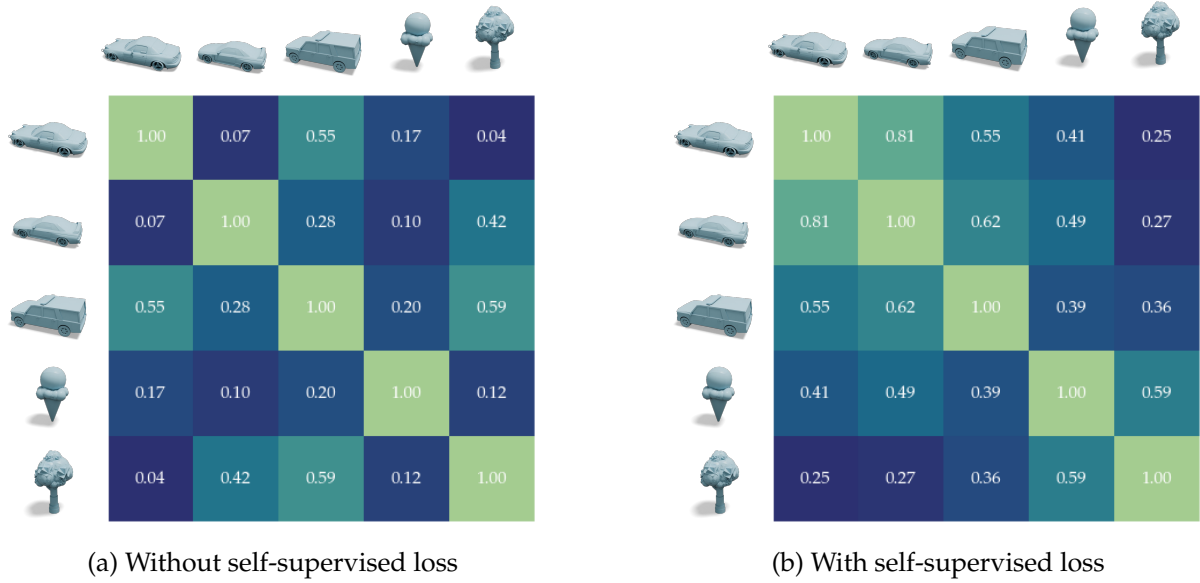 1.00 0.07 0.55 0.17 0.04
0.07 1.00 0.28 0.10 0.42
0.55 0.28 1.00 0.20 0.59
0.17 0.10 0.20 1.00 0.12
0.04 0.42 0.59 0.12 1.00
(a) Without self-supervised loss
1.00 0.81 0.55 0.41 0.25
0.81 1.00 0.62 0.49 0.27
0.55 0.62 1.00 0.39 0.36
0.41 0.49 0.39 1.00 0.59
0.25 0.27 0.36 0.59 1.00
(b) With self-supervised loss